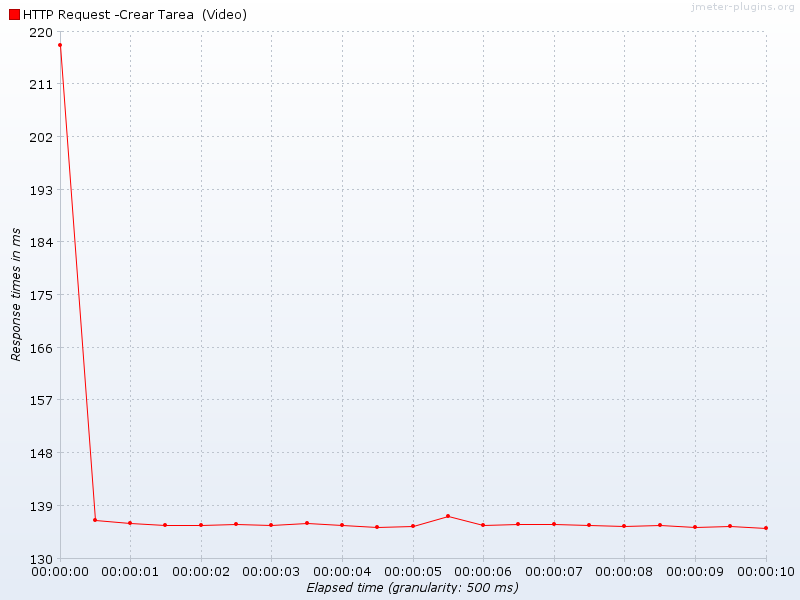 jmeter-plugins.org
HTTP Request -Crear Tarea  (Video)
220
211
202
193
184
175
166
157
148
139
130
Response times in ms
00:00:00 00:00:01 00:00:02 00:00:03 00:00:04 00:00:05 00:00:06 00:00:07 00:00:08 00:00:09 00:00:10
Elapsed time (granularity: 500 ms)